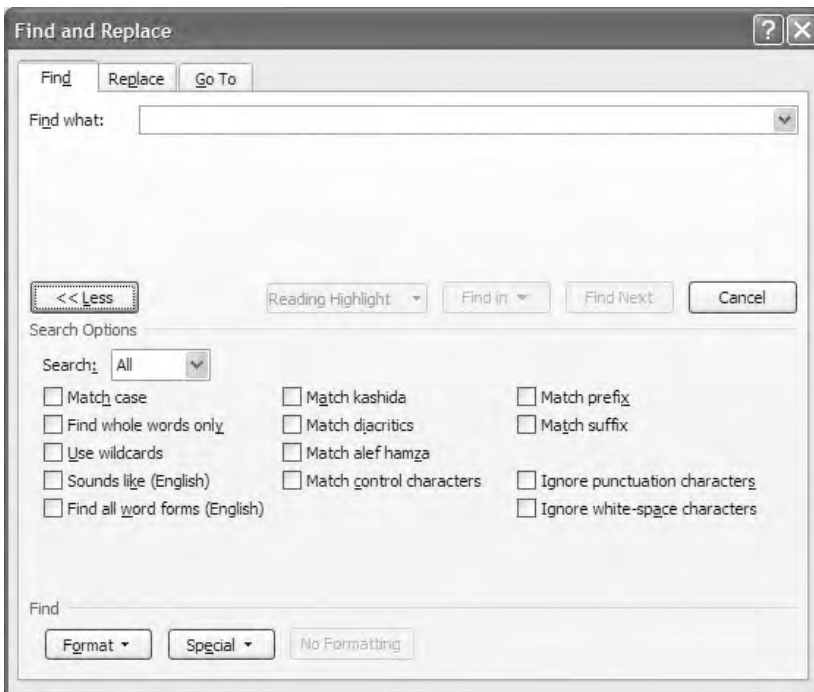 Find and Replace
Find Replace Go To
Find what:
<< Less Reading Highlight Find in Find Next Cancel
Search Options
Search: All
Match case Match kashida Match prefix
Find whole words only Match diacritics Match suffix
Use wildcards Match alef hamza
Sounds like (English) Match control characters Ignore punctuation characters
Find all word forms (English) Ignore white-space characters
Find
Format Special No Formatting